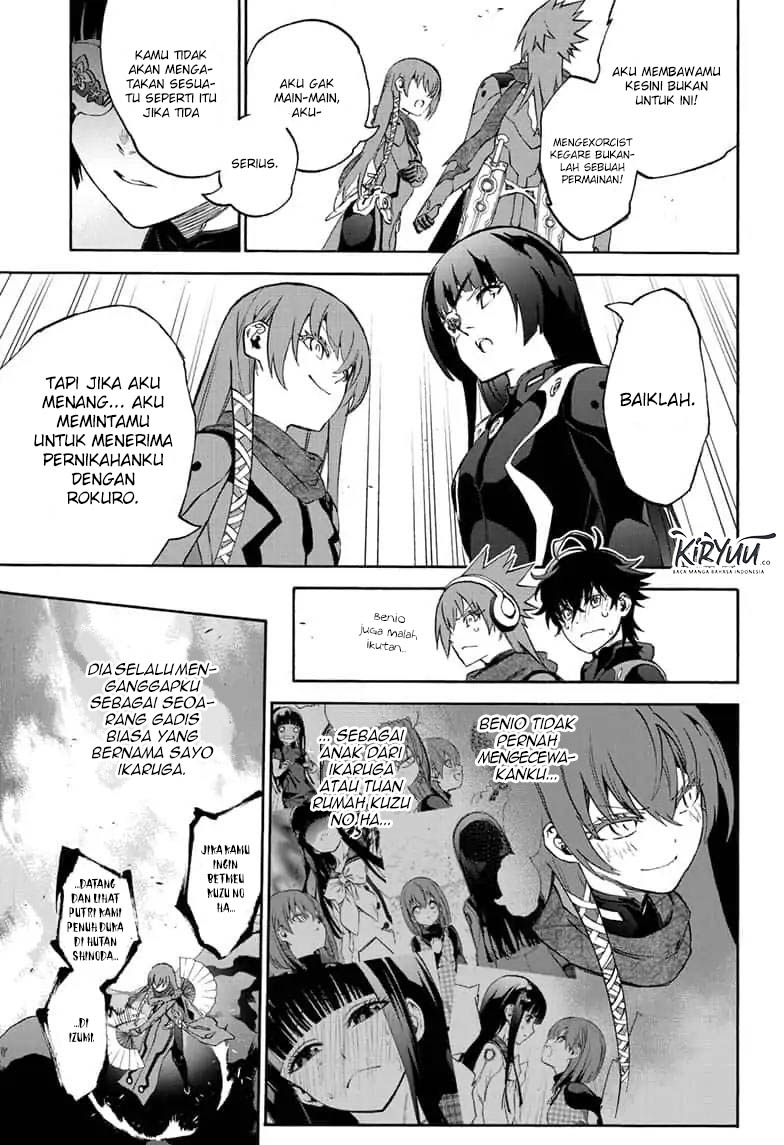 AKU MEMBAWAMU
KESINI BUKAN
UNTUK INI!
MENGEXORCIST
KEGARE BUKAN-
LAH SEBUAH
PERMAINAN!
AKU GAK
MAIN-MAIN,
AKU-
SERIUS.
KAMU TIDAK
AKAN MENGA-
TAKAN SESUA-
TU SEPERTI ITU
JIKA TIDA
BAIKLAH.
TAPI JIKA AKU
MENANG... AKU
MEMINTAMU
UNTUK MENERIMA
PERNIKAHANKU
DENGAN
ROKURO.
KIRYUU.CO
BACA MANGA BAHASA INDONESIA
BENIO
JUGA MALAH
IKUTAN..
BENIO TIDAK
PERNAH
MENGECEWA-
KANKU...
... SEBAGAI
ANAK DARI
IKARUGA
ATAU TUAN
RUMAH KUZU
NO HA...
DIA SELALU MEN-
GANGGAPKU
SEBAGAI SEOA-
RANG GADIS
BIASA YANG
BERNAMA SAYO
IKARUGA.
JIKA KAMU
INGIN
BETMEU
KUZU NO
HA...
..DATANG
DAN LIHAT
PUTRI KAMI
PENUH DUKA
DI HUTAN
SHINODA...
...DI
IZUMI.